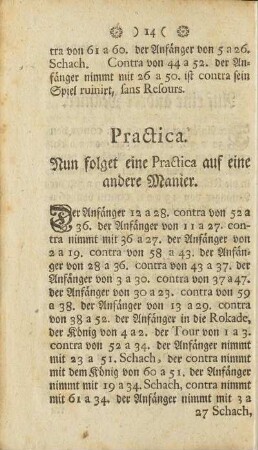 ) 14 (
tra von 61 a 60. der Anfänger von 5 a 26.
Schach. Contra von 44 a 52. der An-
fänger nimmt mit 26 a 50. ist contra sein
Spiel ruinirt, sans Resours.
Practica.
Nun folget eine Practica auf eine
andere Manier.
Der Anfänger 12 a 28. contra von 52 a
36. der Anfänger von 11 a 27. con-
tra nimmt mit 36 a 27. der Anfänger von
2 a 19. contra von 58 a 43. der Anfän-
ger von 28 a 36. contra von 43 a 37. der
Anfänger von 3 a 30. contra von 37 a 47.
der Anfänger von 30 a 23. contra von 59
a 38. der Anfänger von 13 a 29. contra
von 38 a 52. der Anfänger in die Rokade,
der König von 4 a 2. der Tour von 1 a 3.
contra von 52 a 34. der Anfänger nimmt
mit 23 a 51. Schach, der contra nimmt
mit dem König von 60 a 51. der Anfänger
nimmt mit 19 a 34. Schach, contra nimmt
mit 61 a 34. der Anfänger nimmt mit 3 a
27 Schach,